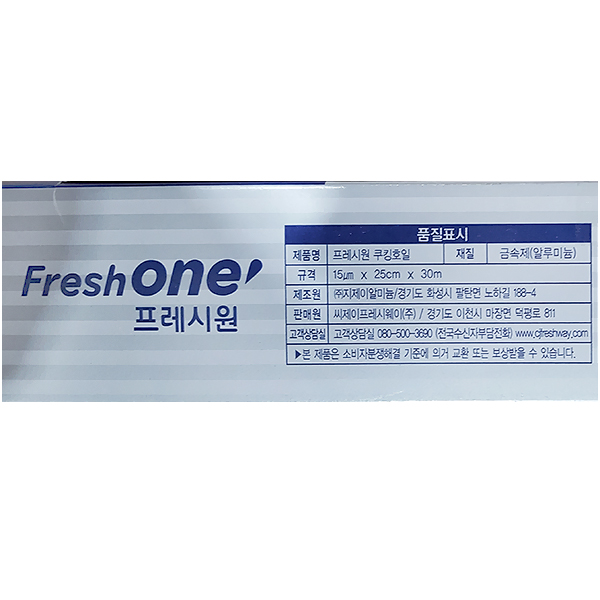 Fresh one
프레시원
품질표시
제품명 프레시원 쿠킹호일 재질 금속제(알루미늄)
규격 15㎛ x 25cm x 30m
제조원 ㈜지제이알미늄/경기도 화성시 팔탄면 노하길 188-4
판매원 씨제이프레시웨이(주) / 경기도 이천시 마장면 덕평로 811
고객상담실 고객상담실 080-500-3690 (전국수신자부담전화) www.cjfreshway.com
▶본 제품은 소비자분쟁해결 기준에 의거 교환 또는 보상받을 수 있습니다.